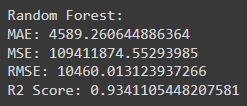 Random Forest:
MAE: 4589.260644886364
MSE: 109411874.55293985
RMSE: 10460.013123937266
R2 Score: 0.9341105448207581